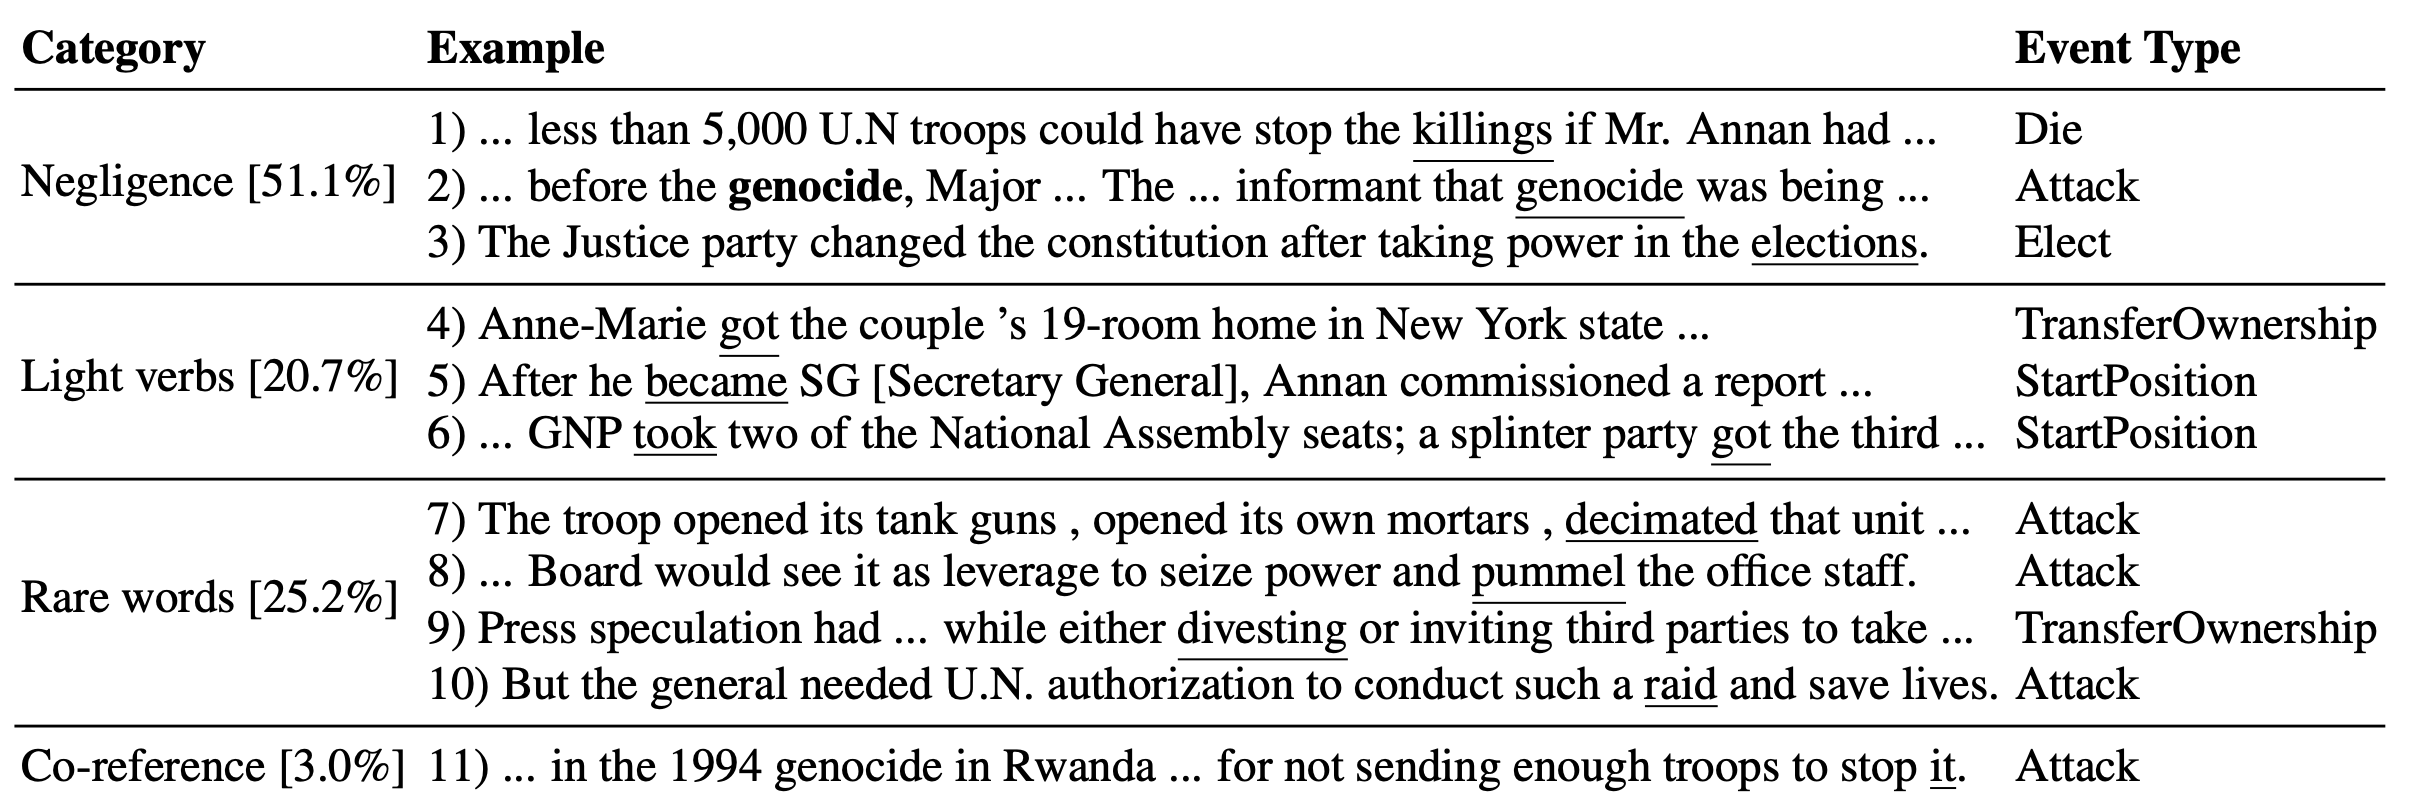 Category Example Event Type
1) ... less than 5,000 U.N troops could have stop the killings if Mr. Annan had ... Die
Negligence [51.1%] 2) ... before the genocide, Major ... The ... informant that genocide was being ... Attack
3) The Justice party changed the constitution after taking power in the elections. Elect
4) Anne-Marie got the couple ’s 19-room home in New York state ... TransferOwnership
Light verbs [20.7%] 5) After he became SG [Secretary General], Annan commissioned a report ... StartPosition
6) ... GNP took two of the National Assembly seats; a splinter party got the third ... StartPosition
7) The troop opened its tank guns , opened its own mortars , decimated that unit ... Attack
8) ... Board would see it as leverage to seize power and pummel the office staff. Attack
Rare words [25.2%]
9) Press speculation had ... while either divesting or inviting third parties to take ... TransferOwnership
10) But the general needed U.N. authorization to conduct such a raid and save lives. Attack
Co-reference [3.0%] 11) ... in the 1994 genocide in Rwanda ... for not sending enough troops to stop it. Attack